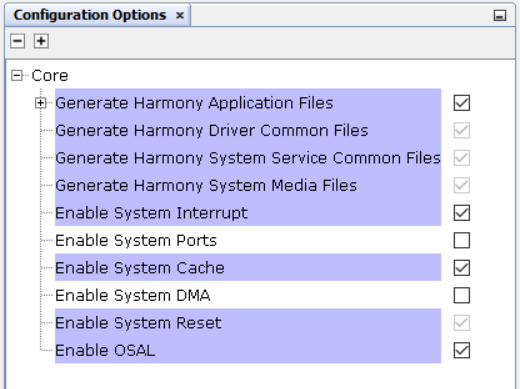 Configuration Options ×
Core
Generate Harmony Application Files
Generate Harmony Driver Common Files
Generate Harmony System Service Common Files
Generate Harmony System Media Files
Enable System Interrupt
Enable System Ports
Enable System Cache
Enable System DMA
Enable System Reset
Enable OSAL